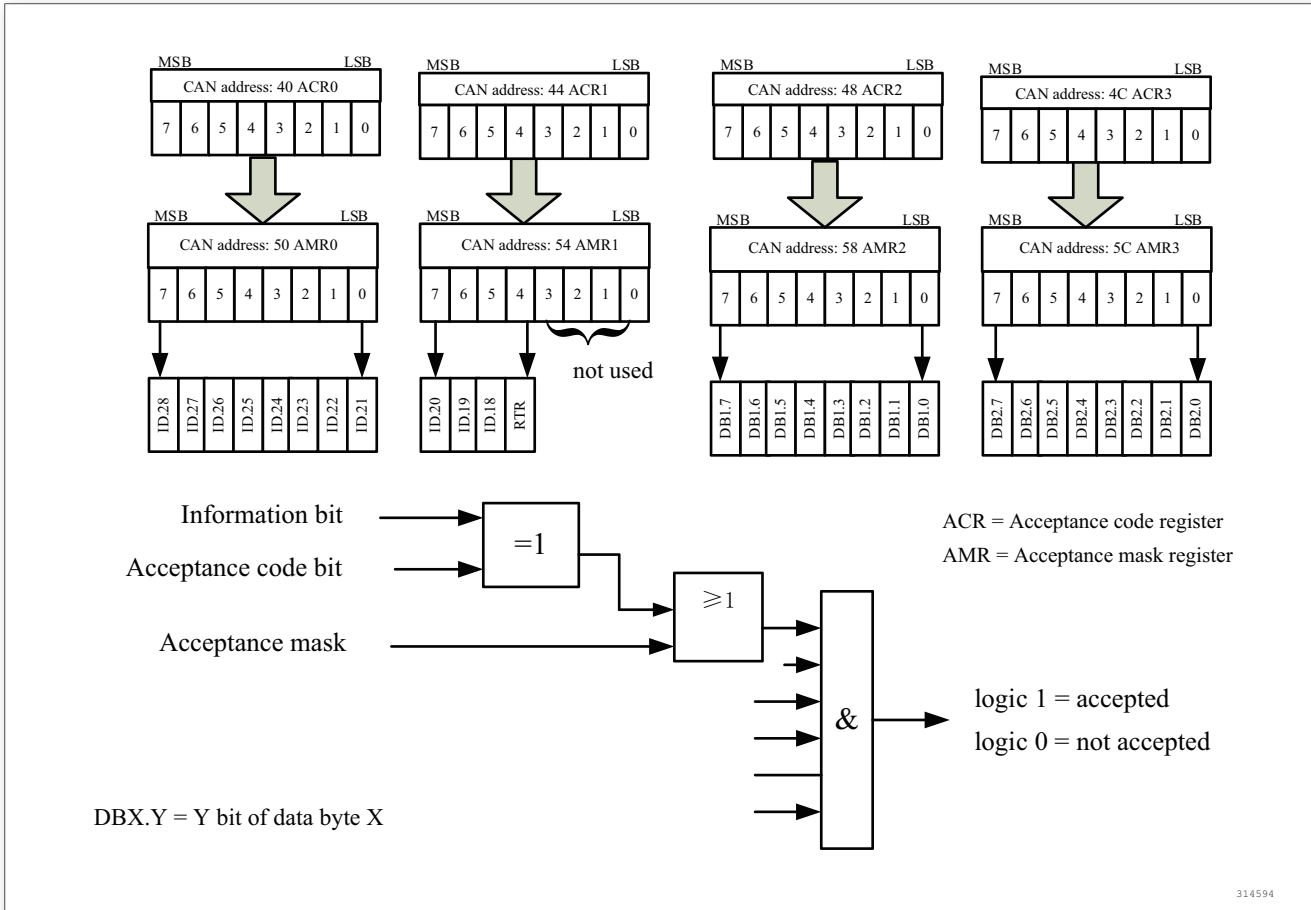 MSB LSB MSB LSB MSB LSB MSB LSB
CAN address: 40 ACR0 CAN address: 44 ACR1 CAN address: 48 ACR2 CAN address: 4C ACR3
7 6 5 4 3 2 1 0 7 6 5 4 3 2 1 0 7 6 5 4 3 2 1 0 7 6 5 4 3 2 1 0
MSB LSB MSB LSB MSB LSB MSB LSB
CAN address: 50 AMR0 CAN address: 54 AMR1 CAN address: 58 AMR2 CAN address: 5C AMR3
7 6 5 4 3 2 1 0 7 6 5 4 3 2 1 0 7 6 5 4 3 2 1 0 7 6 5 4 3 2 1 0
not used
ID.28 ID.27 ID.26 ID.25 ID.24 ID.23 ID.22 ID.21 ID.20 ID.19 ID.18 RTR DB1.7 DB1.6 DB1.5 DB1.4 DB1.3 DB1.2 DB1.1 DB1.0 DB2.7 DB2.6 DB2.5 DB2.4 DB2.3 DB2.2 DB2.1 DB2.0
Information bit
=1
Acceptance code bit
ACR = Acceptance code register
AMR = Acceptance mask register
≥1
Acceptance mask
&
logic 1 = accepted
logic 0 = not accepted
DBX.Y = Y bit of data byte X
314594